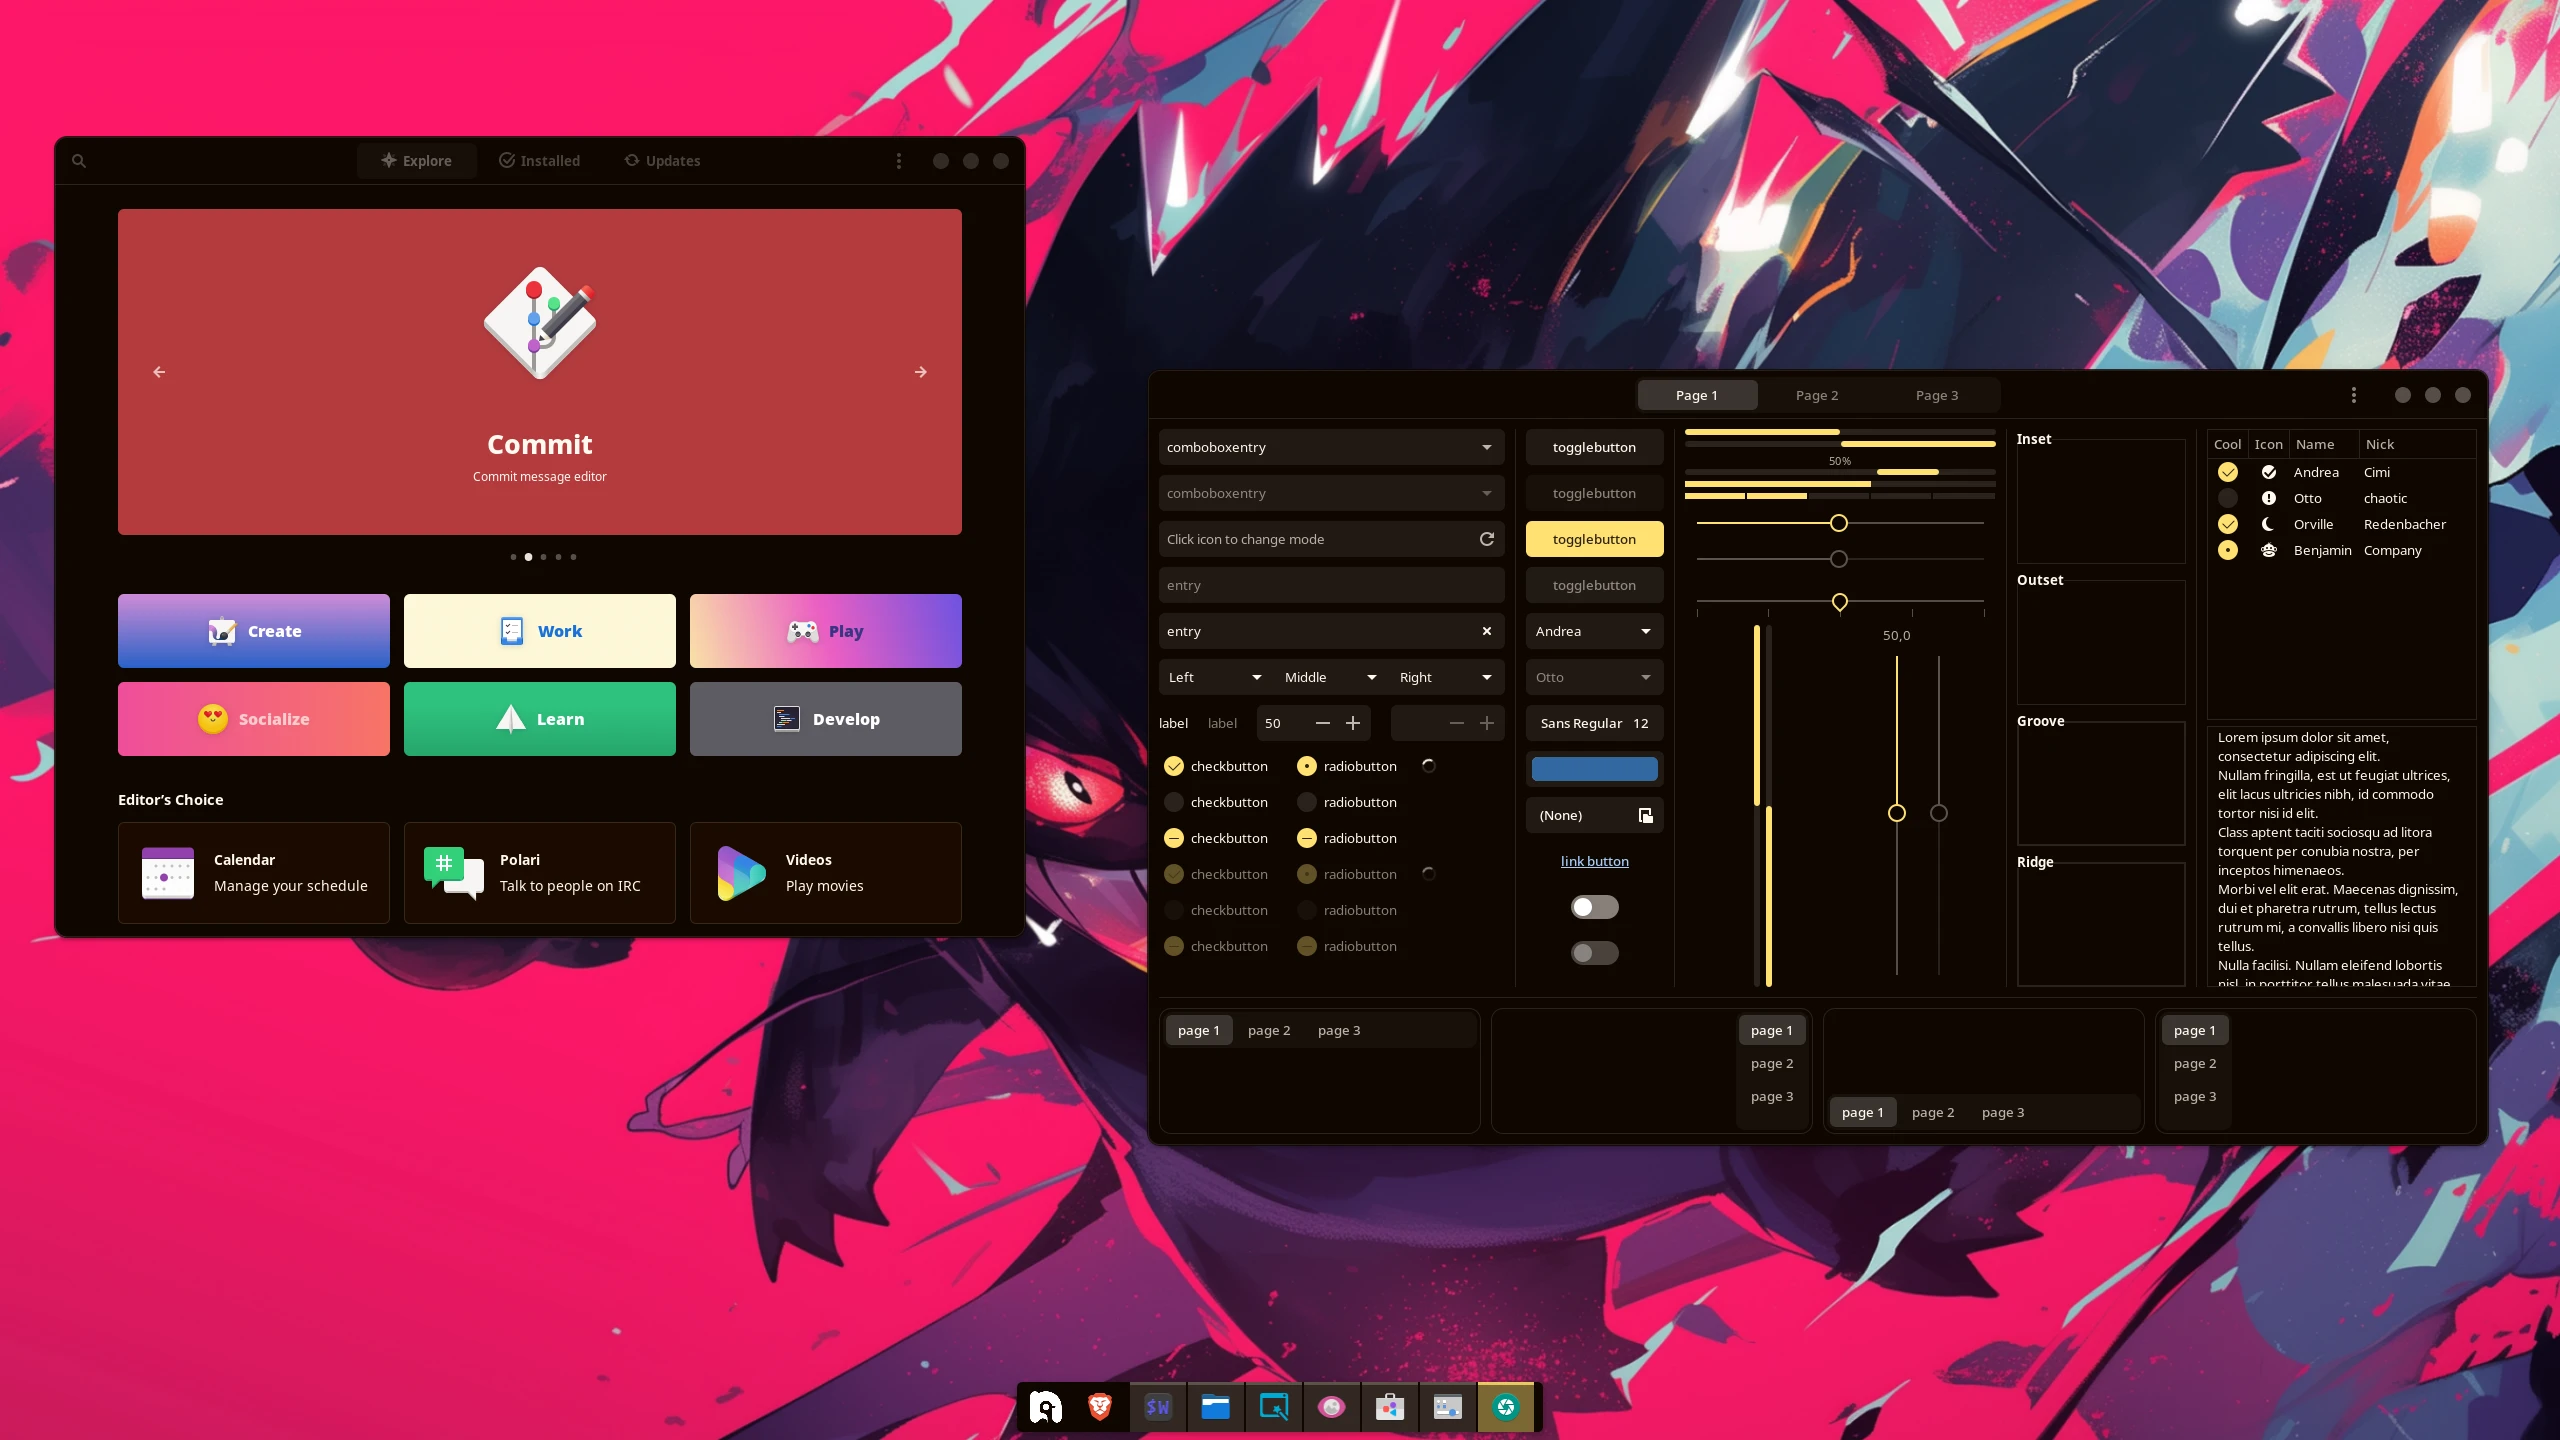 Explore
Installed
Updates
Commit
Commit message editor
Create
Work
Play
Socialize
Learn
Develop
Editor’s Choice
Calendar
Manage your schedule
Polari
Talk to people on IRC
Videos
Play movies
Page 1
Page 2
Page 3
comboboxentry
comboboxentry
Click icon to change mode
entry
entry
Left
Middle
Right
label
label
50
checkbutton
radiobutton
checkbutton
radiobutton
checkbutton
radiobutton
checkbutton
radiobutton
checkbutton
radiobutton
checkbutton
radiobutton
togglebutton
togglebutton
togglebutton
togglebutton
Andrea
Otto
Sans Regular 12
(None)
link button
50%
50,0
Inset
Outset
Groove
Ridge
Cool Icon Name Nick
Andrea Cimi
Otto chaotic
Orville Redenbacher
Benjamin Company
Lorem ipsum dolor sit amet,
consectetur adipiscing elit.
Nullam fringilla, est ut feugiat ultrices,
elit lacus ultricies nibh, id commodo
tortor nisi id elit.
Class aptent taciti sociosqu ad litora
torquent per conubia nostra, per
inceptos himenaeos.
Morbi vel elit erat. Maecenas dignissim,
dui et pharetra rutrum, tellus lectus
rutrum mi, a convallis libero nisi quis
tellus.
Nulla facilisi. Nullam eleifend lobortis
nisl, in porttitor tellus malesuada vitae.
page 1
page 2
page 3
page 1
page 2
page 3
page 1
page 2
page 3
page 1
page 2
page 3
$W